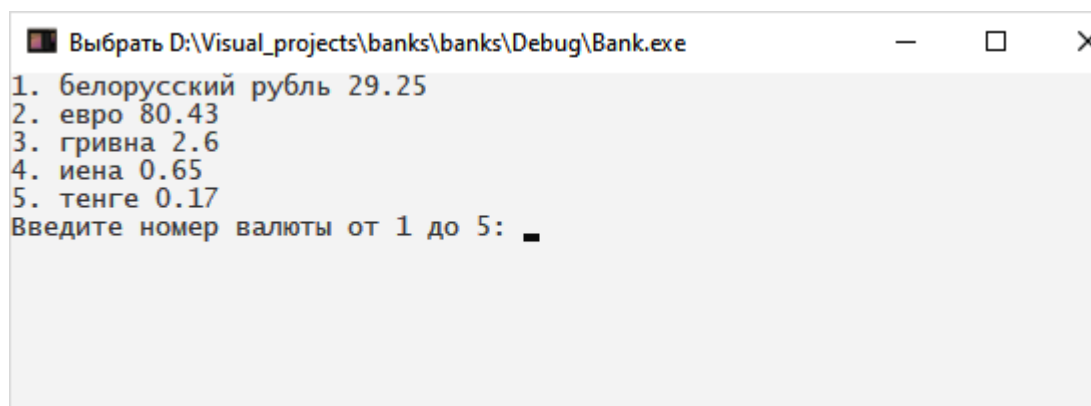 Выбрать D:\Visual_projects\banks\banks\Debug\Bank.exe
1. белорусский рубль 29.25
2. евро 80.43
3. гривна 2.6
4. иена 0.65
5. тенге 0.17
Введите номер валюты от 1 до 5: